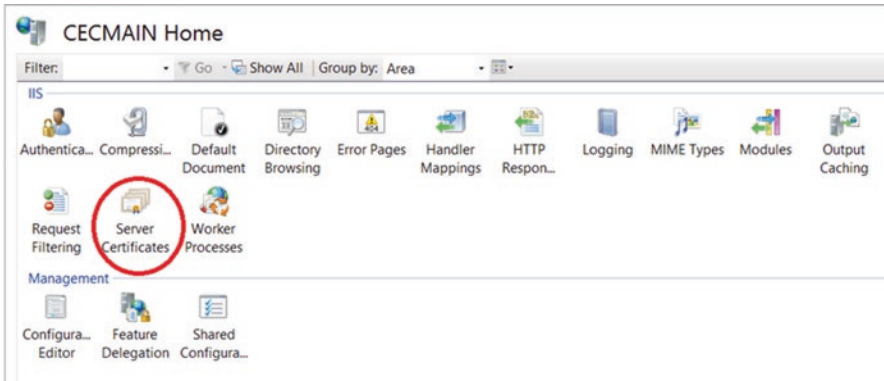 CECMAIN Home
Filter: Go Show All Group by: Area
IIS
Authentica... Compressi... Default Document Directory Browsing Error Pages Handler Mappings HTTP Respon... Logging MIME Types Modules Output Caching
Request Filtering Server Certificates Worker Processes
Management
Configura... Editor Feature Delegation Shared Configura...